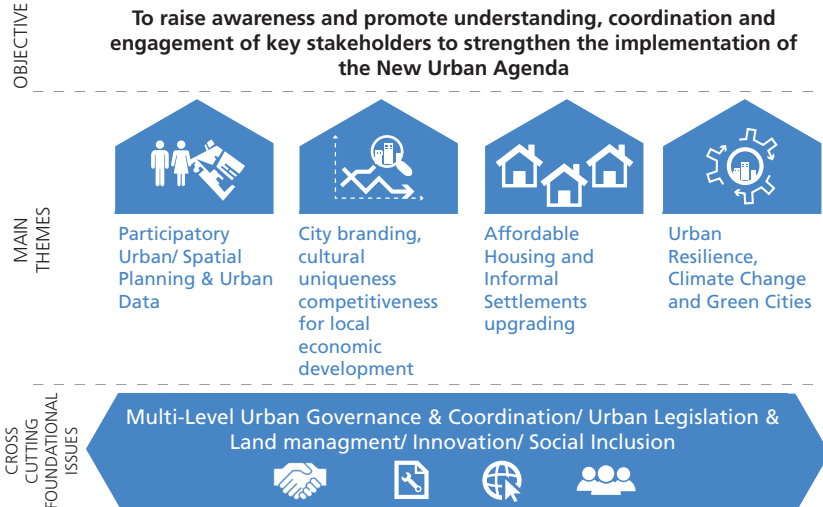 OBJECTIVE
To raise awareness and promote understanding, coordination and
engagement of key stakeholders to strengthen the implementation of
the New Urban Agenda
MAIN
THEMES
Participatory
Urban/ Spatial
Planning & Urban
Data
City branding,
cultural
uniqueness
competitiveness
for local
economic
development
Affordable
Housing and
Informal
Settlements
upgrading
Urban
Resilience,
Climate Change
and Green Cities
CROSS
CUTTING
FOUNDATIONAL
ISSUES
Multi-Level Urban Governance & Coordination/ Urban Legislation &
Land managment/ Innovation/ Social Inclusion